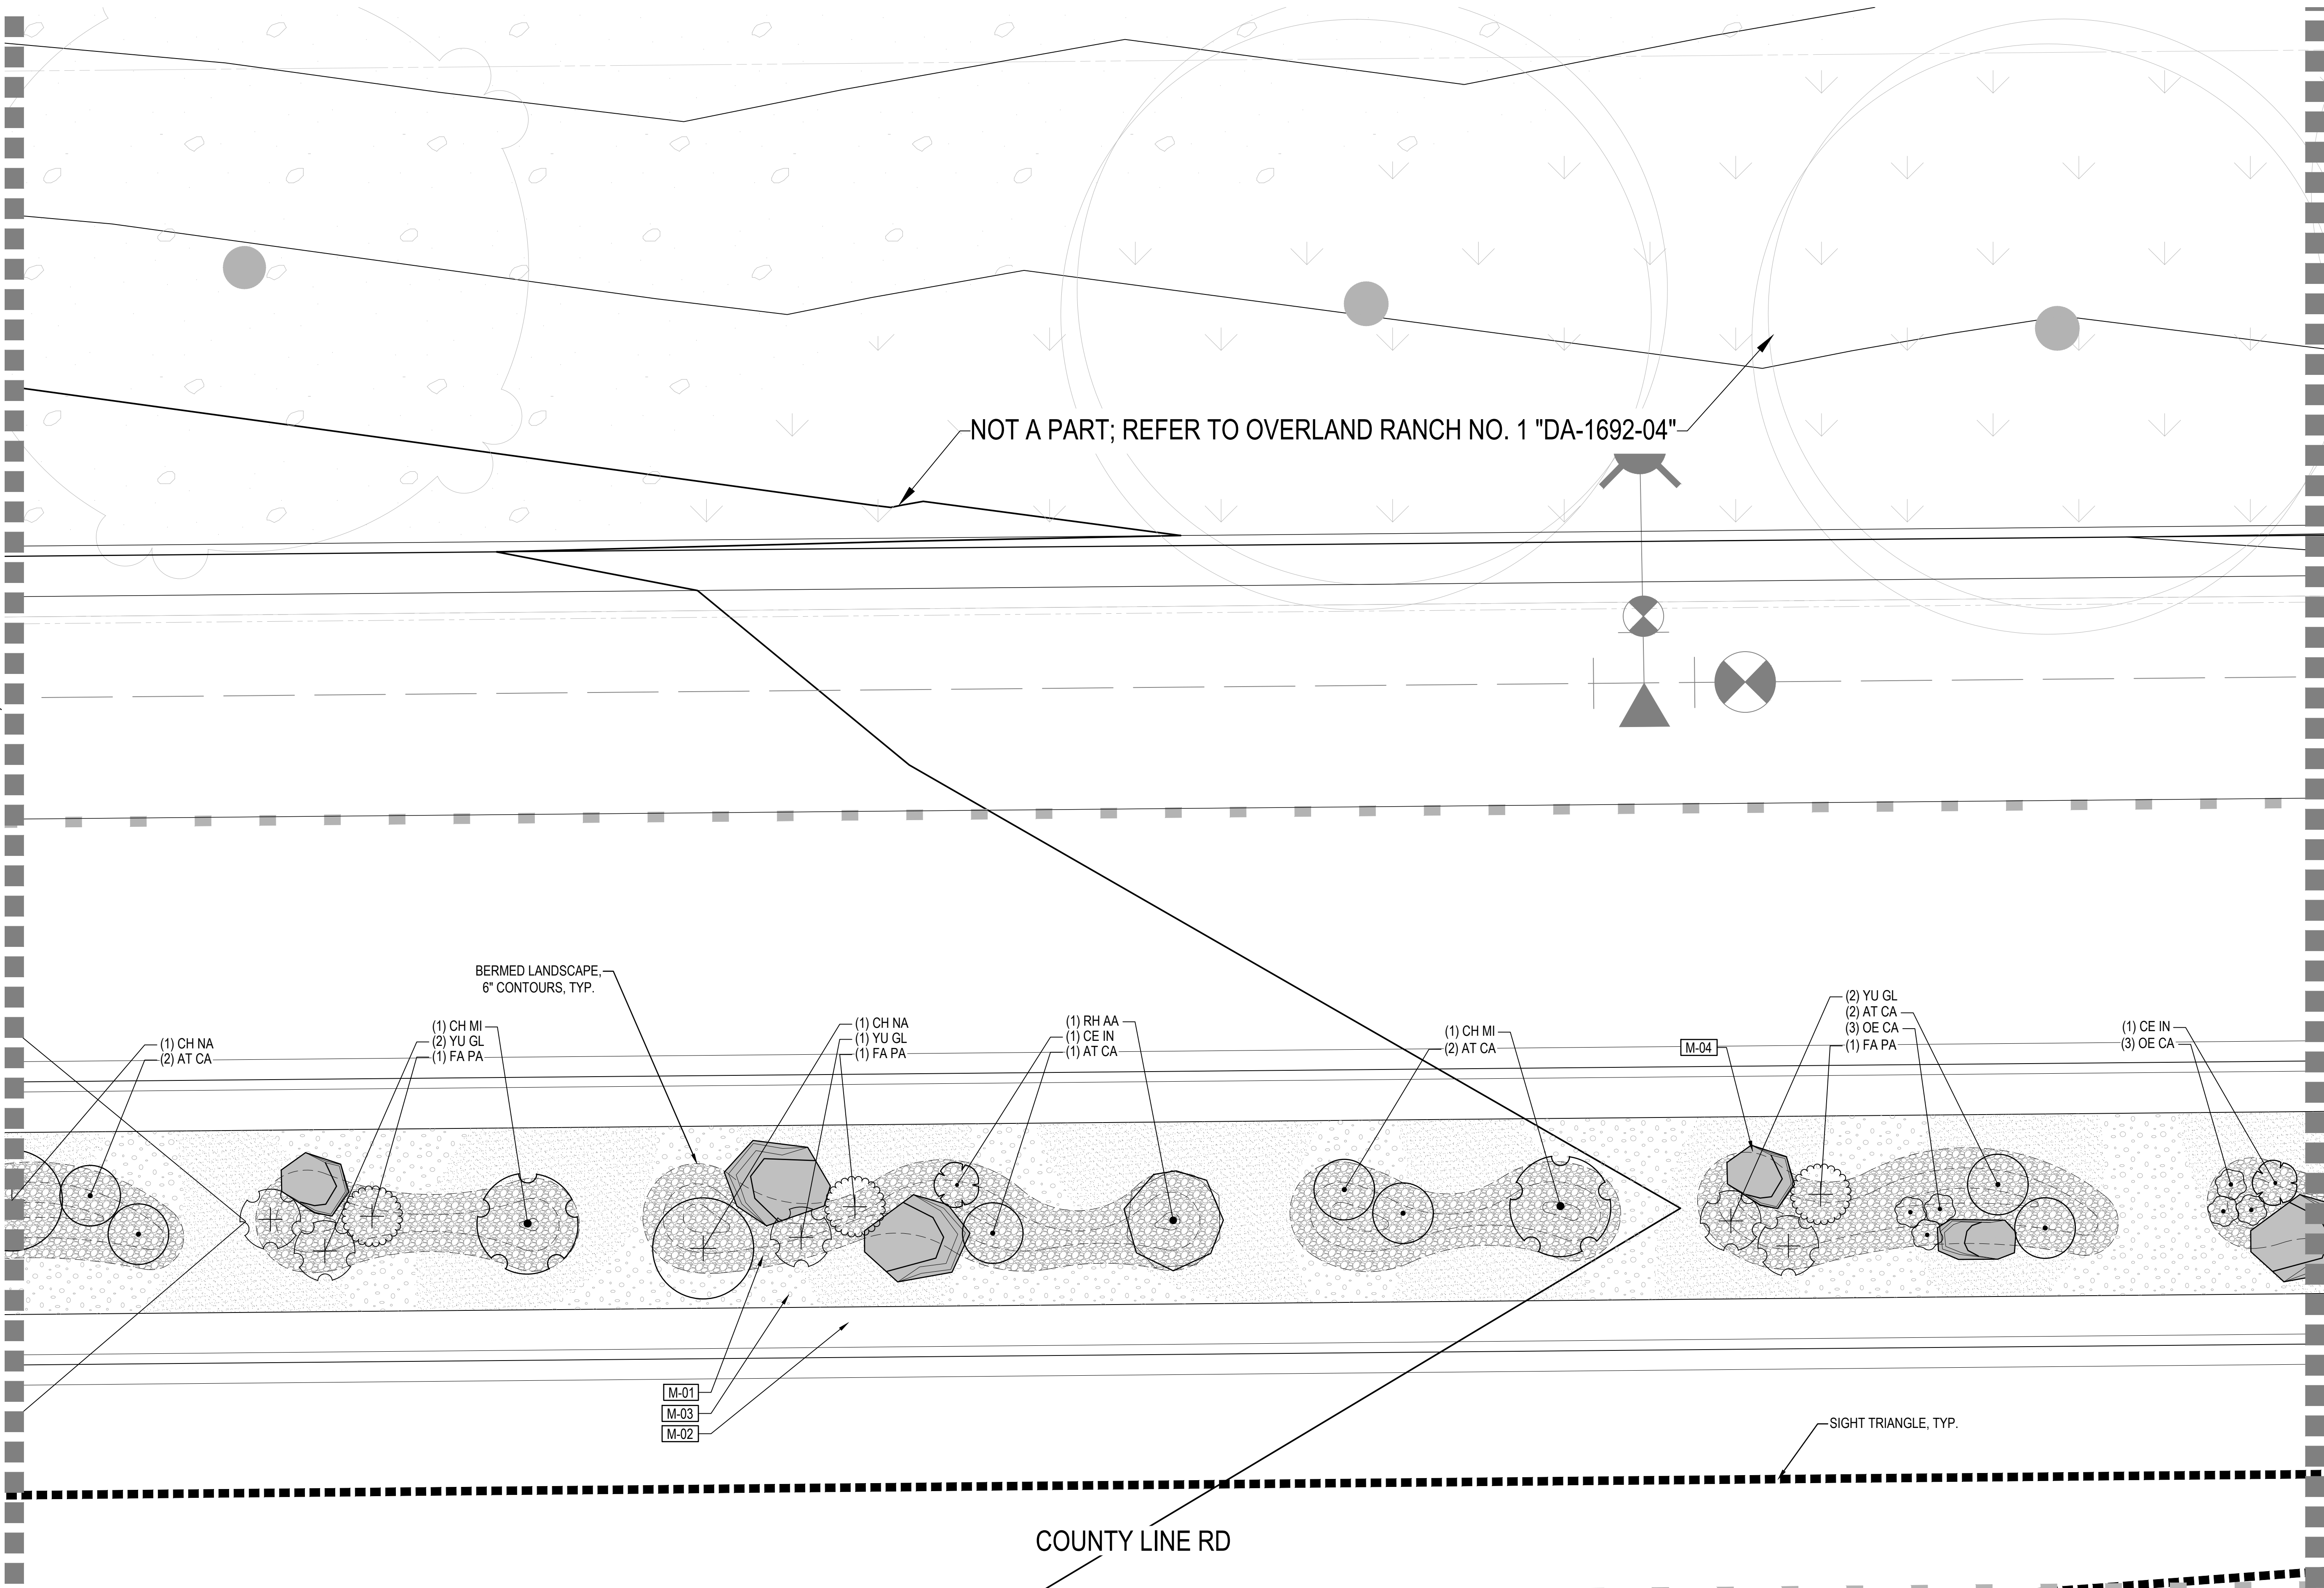 NOT A PART; REFER TO OVERLAND RANCH NO. 1 "DA-1692-04"
BERMED LANDSCAPE,
6" CONTOURS, TYP.
(1) CH NA
(2) AT CA
(1) CH MI
(2) YU GL
(1) FA PA
(1) CH NA
(1) YU GL
(1) FA PA
(1) RH AA
(1) CE IN
(1) AT CA
(1) CH MI
(2) AT CA
M-04
(2) YU GL
(2) AT CA
(3) OE CA
(1) FA PA
(1) CE IN
(3) OE CA
M-01
M-03
M-02
SIGHT TRIANGLE, TYP.
COUNTY LINE RD